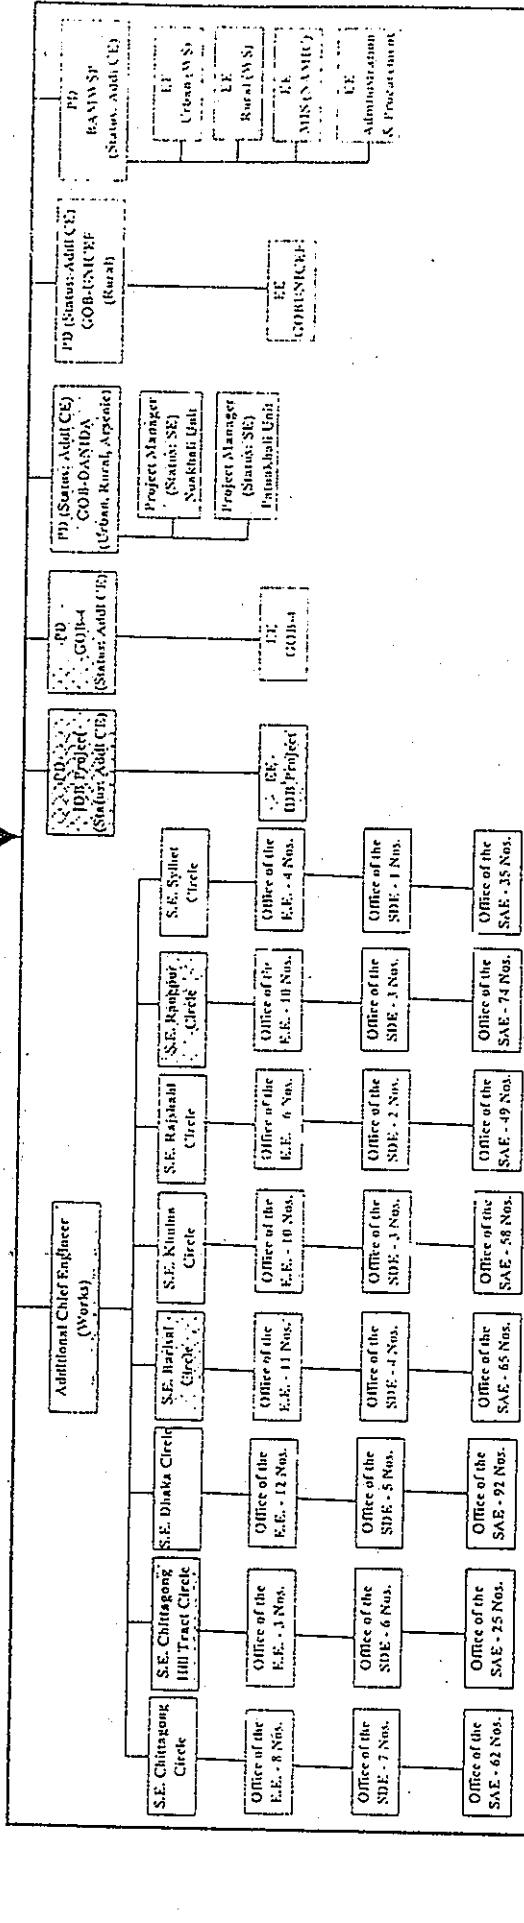 Additional Chief Engineer
(Works)
PD
IDB Project
(Status: Addl CE)
PD
GOB-4
(Status: Addl CE)
PD (Status: Addl CE)
GOB-DANIDA
(Urban, Rural, Arsenic)
PD (Status: Addl CE)
GOB-UNICEF
(Rural)
PD
BAMWSP
(Status: Addl CE)
S.E. Chittagong
Circle
S.E. Chittagong
Hill Tract Circle
S.E. Dhaka Circle
S.E. Barisal
Circle
S.E. Khulna
Circle
S.E. Rajshahi
Circle
S.E. Rangpur
Circle
S.E. Sylhet
Circle
Office of the
E.E. - 8 Nos.
Office of the
E.E. - 3 Nos.
Office of the
E.E. - 12 Nos.
Office of the
E.E. - 11 Nos.
Office of the
E.E. - 10 Nos.
Office of the
E.E. 6 Nos.
Office of the
E.E. - 10 Nos.
Office of the
E.E. - 4 Nos.
Office of the
SDE - 7 Nos.
Office of the
SDE - 6 Nos.
Office of the
SDE - 5 Nos.
Office of the
SDE - 4 Nos.
Office of the
SDE - 3 Nos.
Office of the
SDE - 2 Nos.
Office of the
SDE - 3 Nos.
Office of the
SDE - 1 Nos.
Office of the
SAE - 62 Nos.
Office of the
SAE - 25 Nos.
Office of the
SAE - 92 Nos.
Office of the
SAE - 65 Nos.
Office of the
SAE - 58 Nos.
Office of the
SAE - 49 Nos.
Office of the
SAE - 74 Nos.
Office of the
SAE - 35 Nos.
EE -
IDB Project
EE
GOB-4
Project Manager
(Status: SE)
Noakhali Unit
Project Manager
(Status: SE)
Patuakhali Unit
EE
GOBUNICEF
EE
Urban (WS)
EE
Rural (WS)
EE
MIS (NAMIC)
EE
Administration
& Procurement